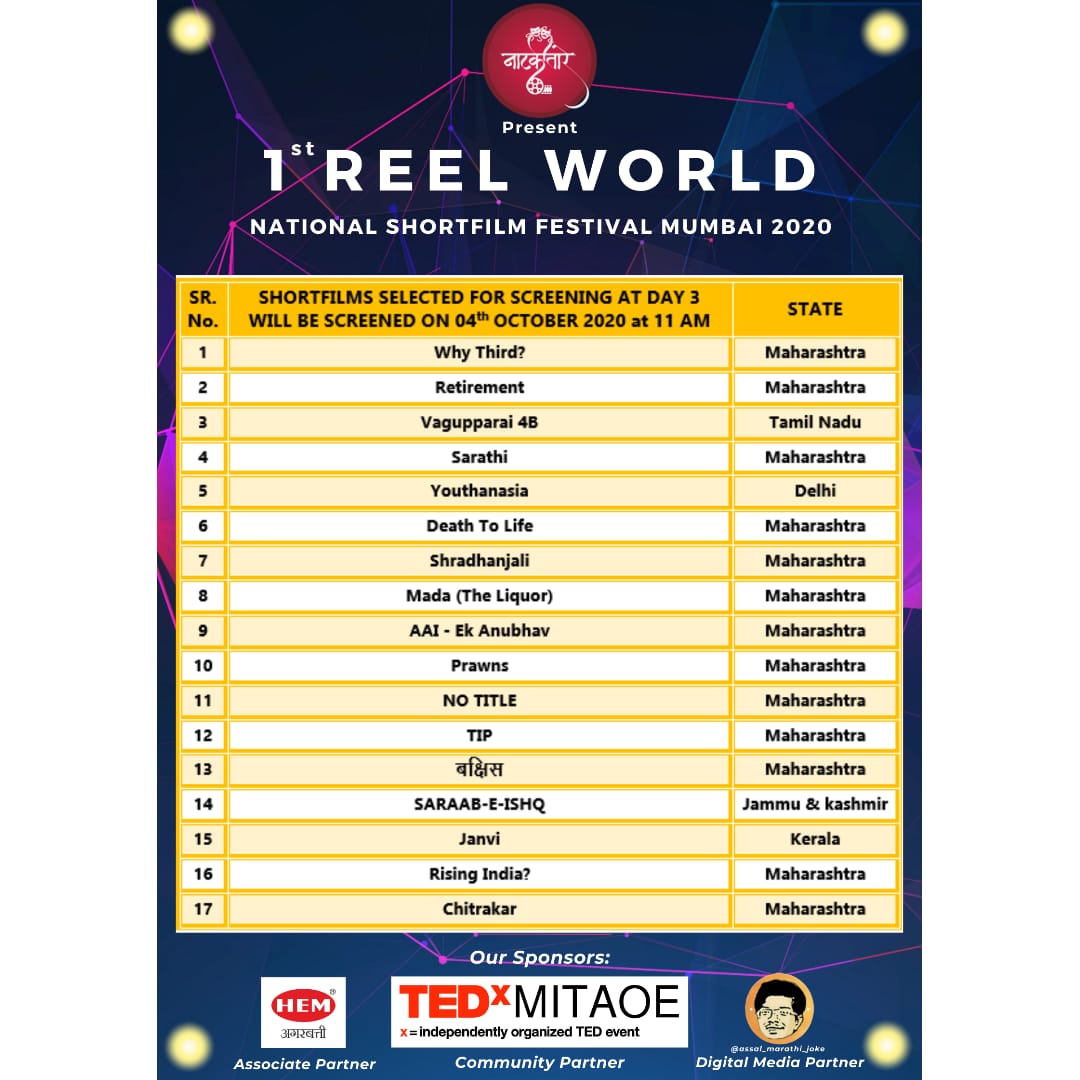 नाटकतारे
Present
1st REEL WORLD
NATIONAL SHORTFILM FESTIVAL MUMBAI 2020
SR. No. SHORTFILMS SELECTED FOR SCREENING AT DAY 3 WILL BE SCREENED ON 04th OCTOBER 2020 at 11 AM STATE
1 Why Third? Maharashtra
2 Retirement Maharashtra
3 Vagupparai 4B Tamil Nadu
4 Sarathi Maharashtra
5 Youthanasia Delhi
6 Death To Life Maharashtra
7 Shradhanjali Maharashtra
8 Mada (The Liquor) Maharashtra
9 AAI - Ek Anubhav Maharashtra
10 Prawns Maharashtra
11 NO TITLE Maharashtra
12 TIP Maharashtra
13 बक्षिस Maharashtra
14 SARAAB-E-ISHQ Jammu & kashmir
15 Janvi Kerala
16 Rising India? Maharashtra
17 Chitrakar Maharashtra
Our Sponsors:
HEM®
अगरबत्ती
Associate Partner
TEDxMITAOE
x = independently organized TED event
Community Partner
@assal_marathi_joke
Digital Media Partner